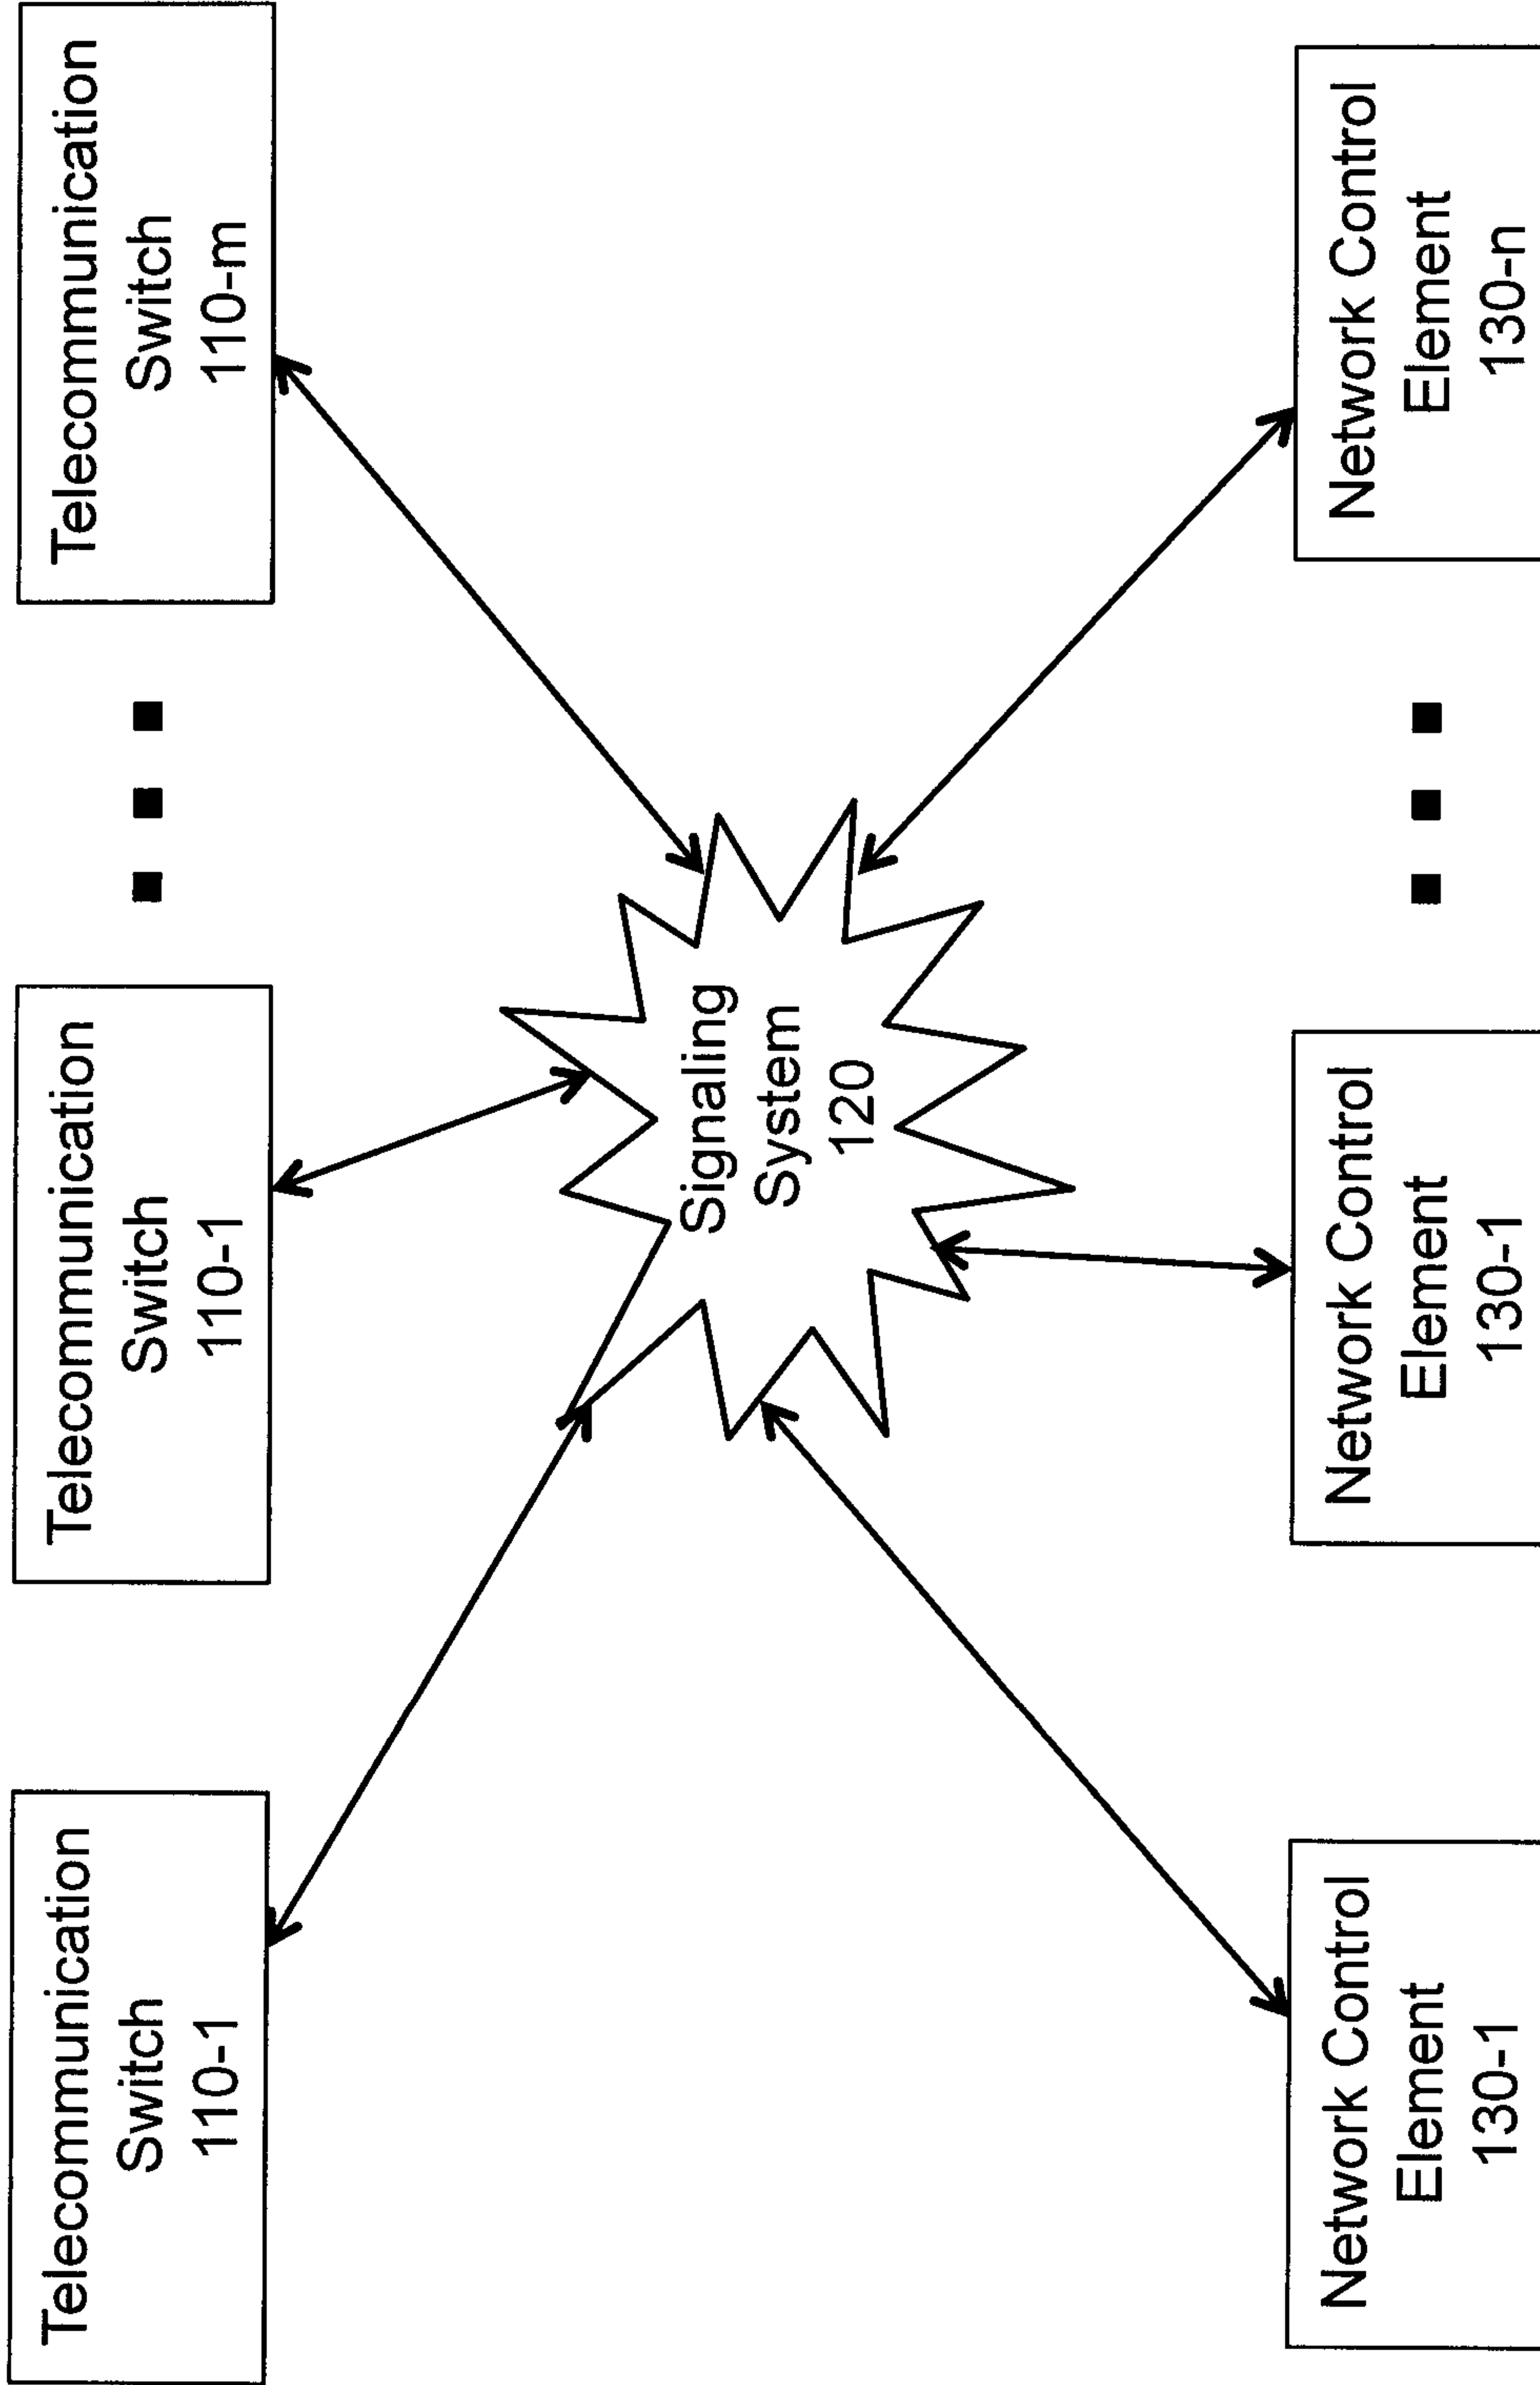 Telecommunication
Switch
110-1
Telecommunication
Switch
110-1
Telecommunication
Switch
110-m
Signaling
System
120
Network Control
Element
130-1
Network Control
Element
130-1
Network Control
Element
130-n